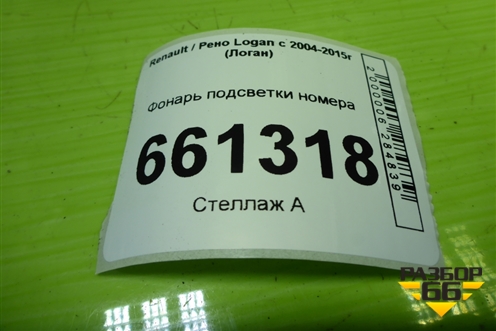 Renault / Рено Logan с 2004-2015г
(Логан)
Фонарь подсветки номера
661318
Стеллаж А
2000006284839
РАЗБОР
66